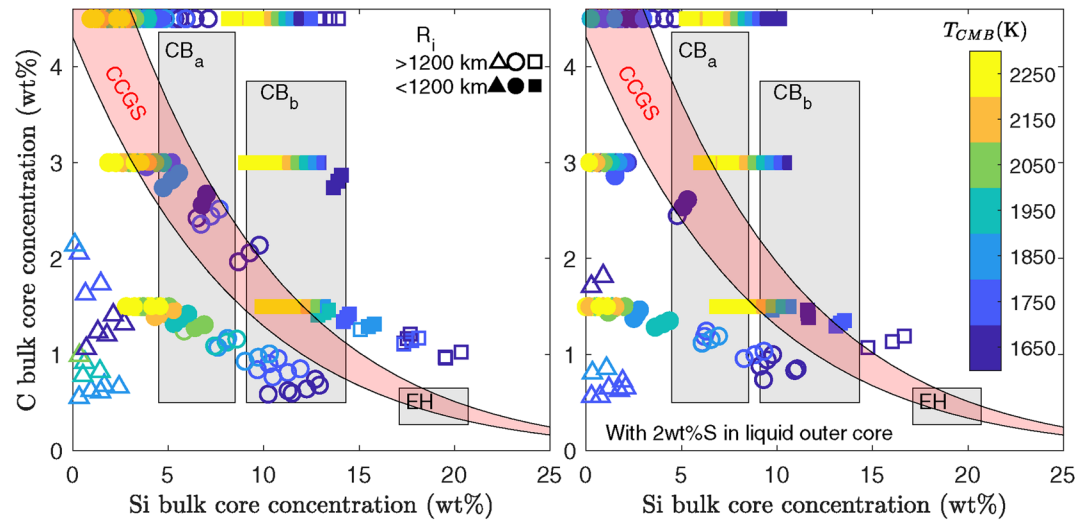 R_i
>1200 km
<1200 km
CB_a
CB_b
CCGS
EH
4
3
2
1
0
0
5
10
15
20
25
C bulk core concentration (wt%)
Si bulk core concentration (wt%)
T_CMB(K)
2250
2150
2050
1950
1850
1750
1650
CB_a
CB_b
CCGS
EH
With 2wt%S in liquid outer core
4
3
2
1
0
0
5
10
15
20
25
Si bulk core concentration (wt%)